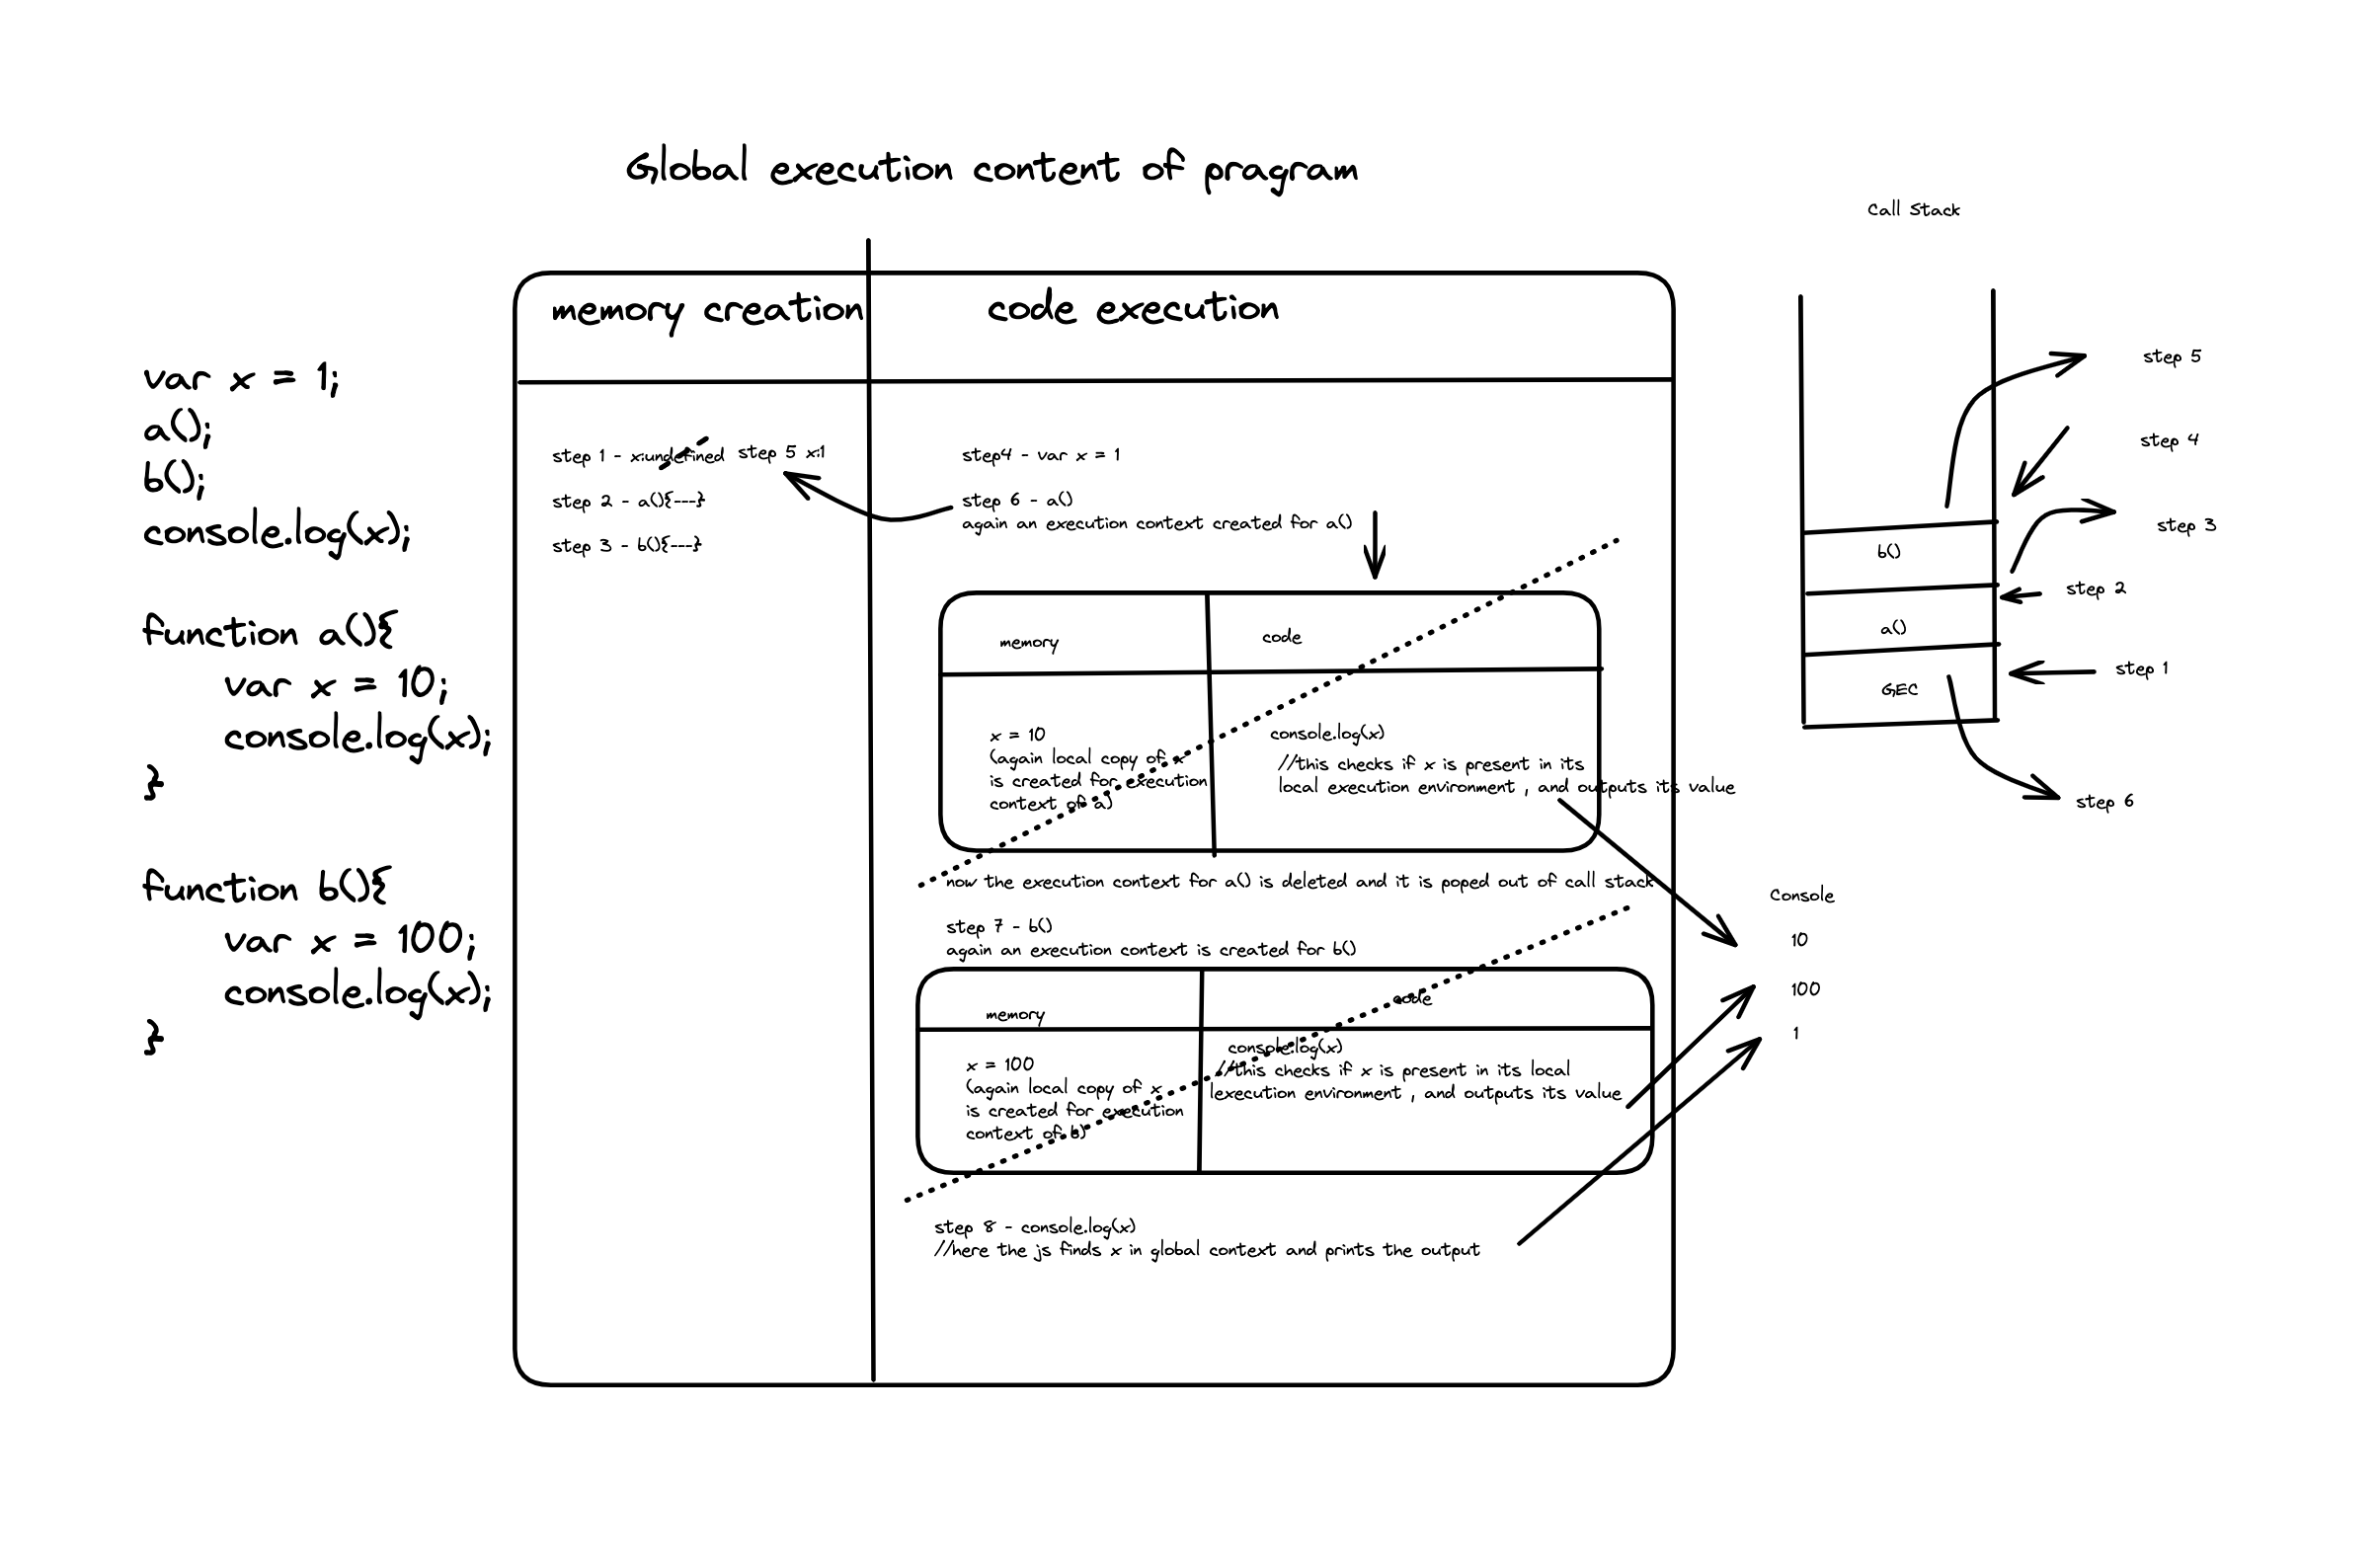 Global execution content of pragram
Call Stack
memory creation
code execution
var x = 1;
a();
b();
console.log(x);
function a(){
var x = 10;
console.log(x);
}
function b(){
var x = 100;
console.log(x);
}
step 1 - x:undefined
step 5 x:1
step 2 - a(){---}
step 3 - b(){---}
step4 - var x = 1
step 6 - a()
again an execution context created for a()
memory
code
x = 10
(again local copy of x
is created for execution
context of a)
console.log(x)
//this checks if x is present in its
local execution environment , and outputs its value
now the execution context for a() is deleted and it is poped out of call stack
step 7 - b()
again an execution context is created for b()
memory
code
x = 100
(again local copy of x
is created for execution
context of b)
console.log(x)
//this checks if x is present in its local
lexecution environment , and outputs its value
step 8 - console.log(x)
//here the js finds x in global context and prints the output
step 5
step 4
step 3
b()
step 2
a()
step 1
GEC
step 6
Console
10
100
1